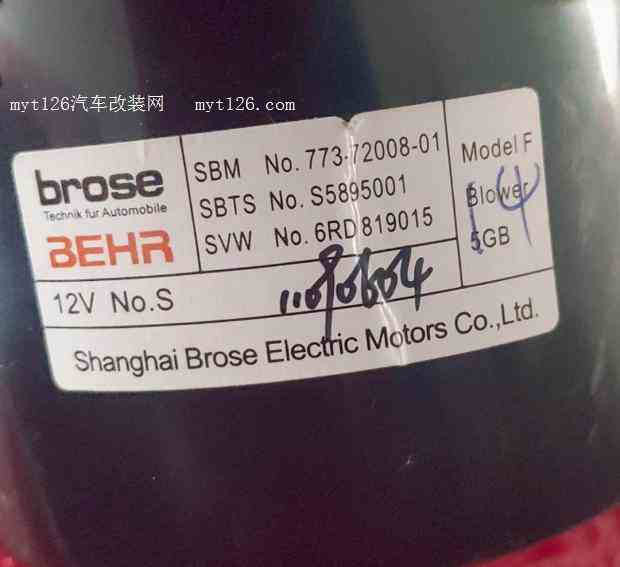 myt126汽车改装网 myt126.com
brose
Technik für Automobile
BEHR
SBM No. 773-72008-01
SBTS No. S5895001
SVW No. 6RD 819015
Model F
Blower
5GB
14
12V No.S
Shanghai Brose Electric Motors Co.,Ltd.